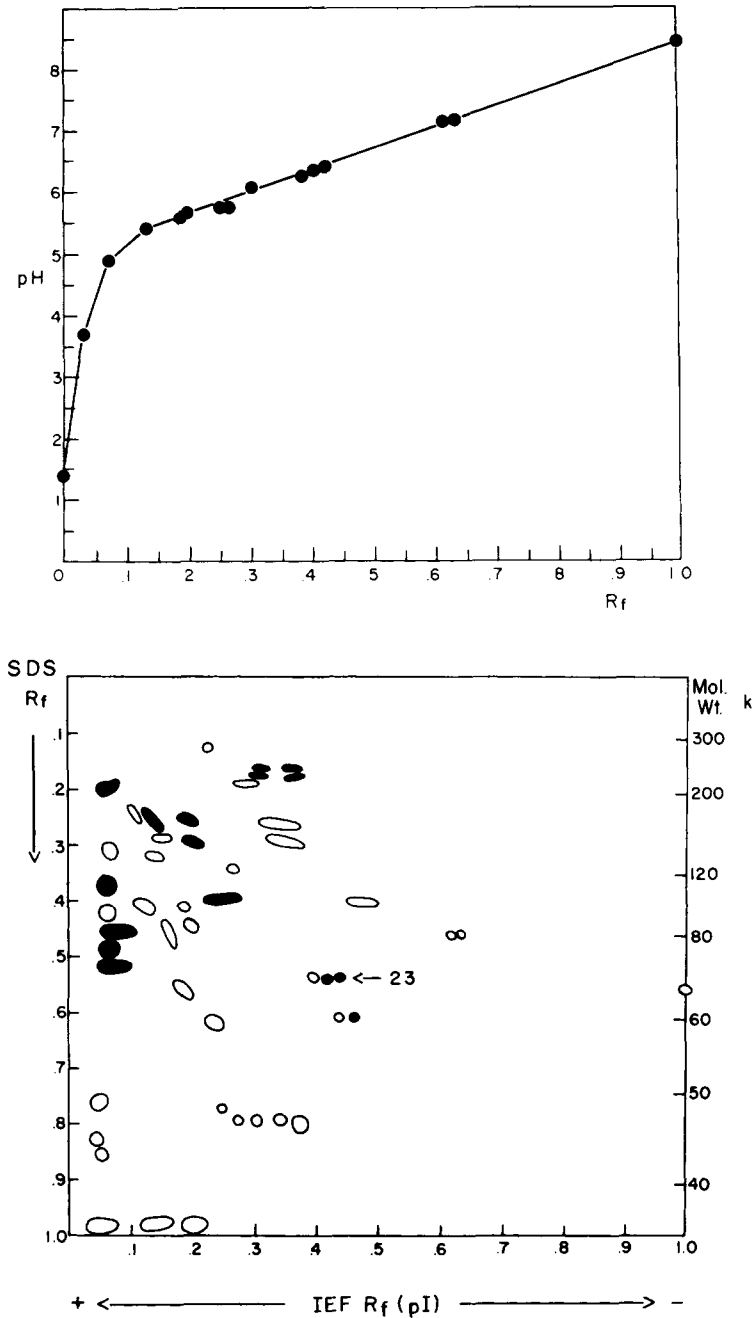 8
7
6
5
pH
4
3
2
1
0 .1 .2 .3 .4 5 .6 .7 8 .9 1 0
Rf
SDS
Rf
Mol.
Wt. k
.1
.2
.3
.4
.5
.6
.7
.8
.9
1.0
300
200
120
80
60
50
40
← 23
.1 .2 .3 .4 .5 .6 .7 .8 .9 1.0
+ ← IEF Rf (pI) → −